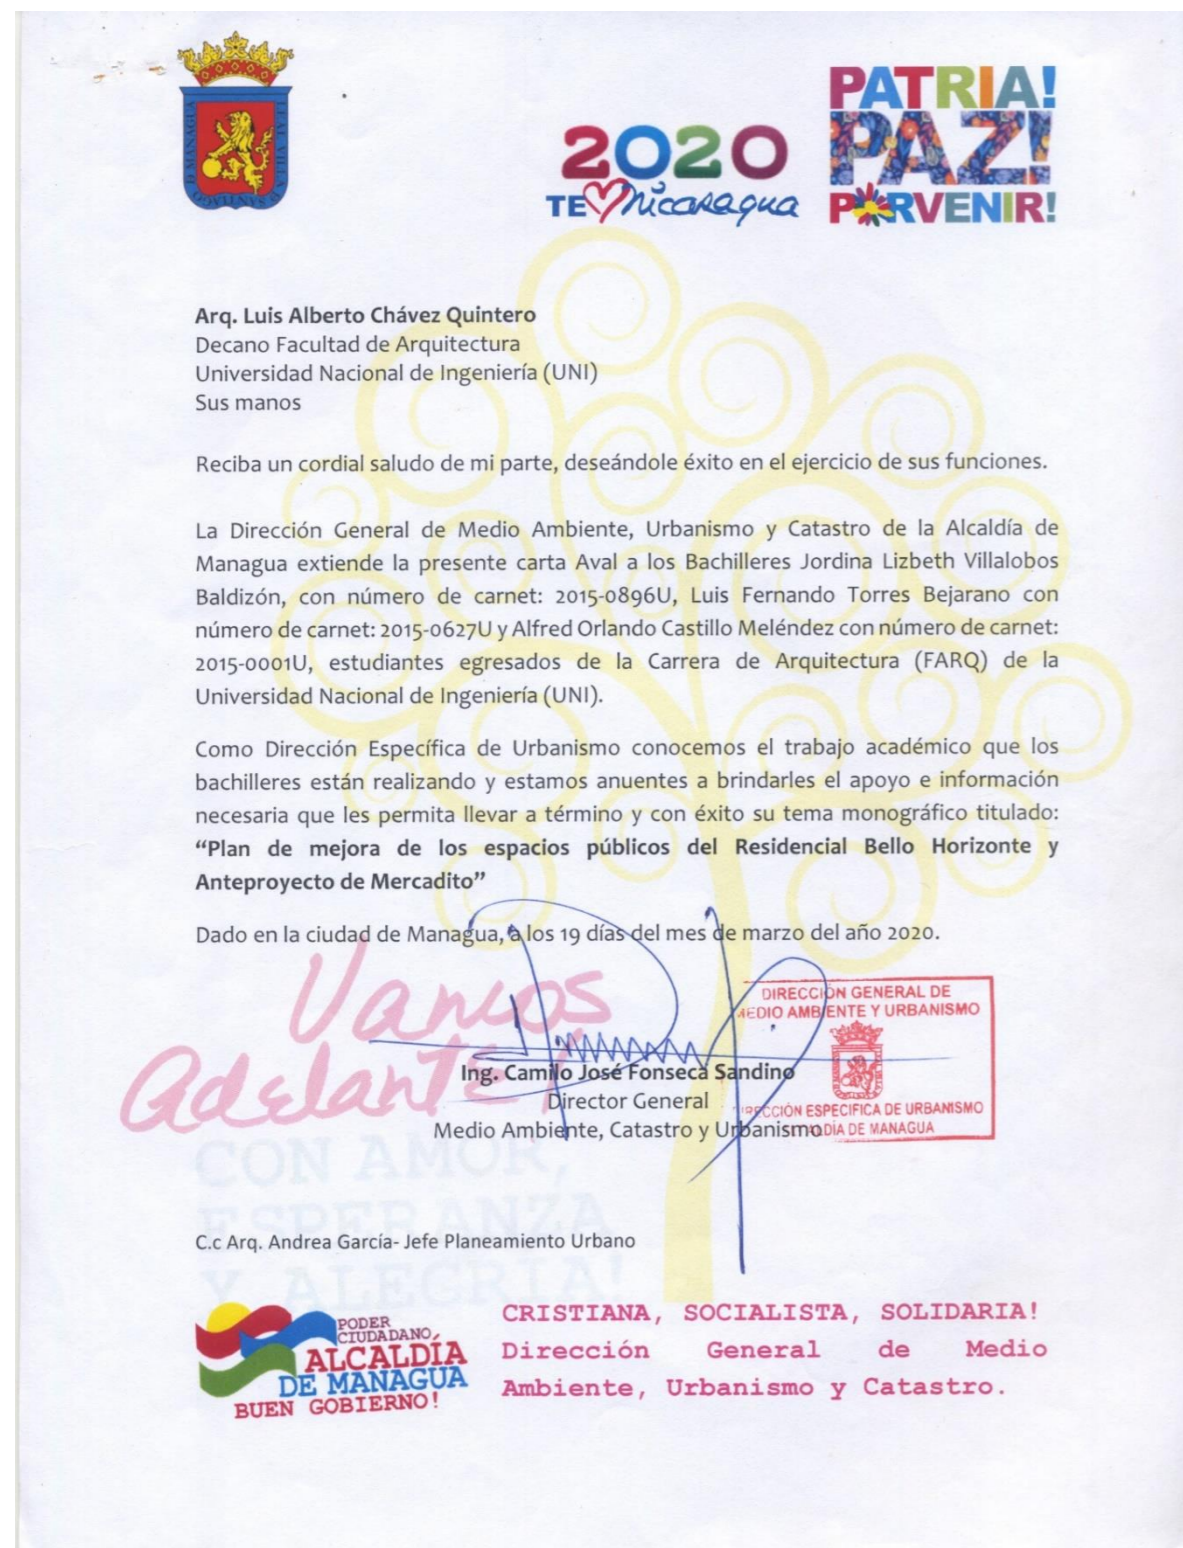 PATRIA!
PAZ!
PORVENIR!
2020
TE Nicaragua
Arq. Luis Alberto Chávez Quintero
Decano Facultad de Arquitectura
Universidad Nacional de Ingeniería (UNI)
Sus manos
Reciba un cordial saludo de mi parte, deseándole éxito en el ejercicio de sus funciones.
La Dirección General de Medio Ambiente, Urbanismo y Catastro de la Alcaldía de
Managua extiende la presente carta Aval a los Bachilleres Jordina Lizbeth Villalobos
Baldizón, con número de carnet: 2015-0896U, Luis Fernando Torres Bejarano con
número de carnet: 2015-0627U y Alfred Orlando Castillo Meléndez con número de carnet:
2015-0001U, estudiantes egresados de la Carrera de Arquitectura (FARQ) de la
Universidad Nacional de Ingeniería (UNI).
Como Dirección Específica de Urbanismo conocemos el trabajo académico que los
bachilleres están realizando y estamos anuentes a brindarles el apoyo e información
necesaria que les permita llevar a término y con éxito su tema monográfico titulado:
“Plan de mejora de los espacios públicos del Residencial Bello Horizonte y
Anteproyecto de Mercadito”
Dado en la ciudad de Managua, a los 19 días del mes de marzo del año 2020.
Vamos
adelante!
CON AMOR,
ESPERANZA
Y ALEGRIA!
DIRECCIÓN GENERAL DE
MEDIO AMBIENTE Y URBANISMO
DIRECCIÓN ESPECIFICA DE URBANISMO
ALCALDÍA DE MANAGUA
Ing. Camilo José Fonseca Sandino
Director General
Medio Ambiente, Catastro y Urbanismo
C.c Arq. Andrea García- Jefe Planeamiento Urbano
PODER
CIUDADANO,
ALCALDÍA
DE MANAGUA
BUEN GOBIERNO!
CRISTIANA, SOCIALISTA, SOLIDARIA!
Dirección General de Medio
Ambiente, Urbanismo y Catastro.